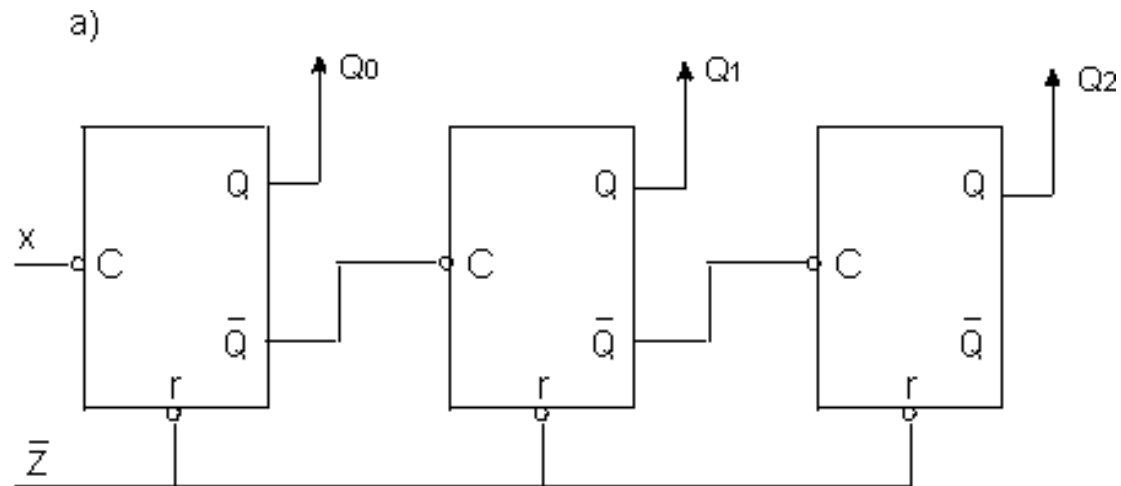 a)
Q0 Q1 Q2
Q Q Q
x C C C
Q̅ Q̅ Q̅
r r r
Z̅